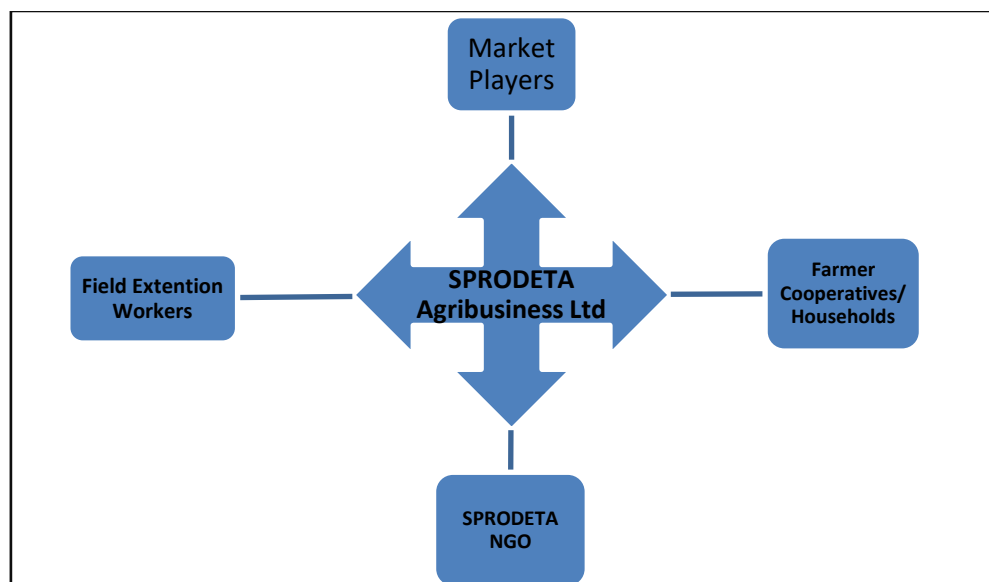 Market
Players
Field Extention
Workers
SPRODETA
Agribusiness Ltd
Farmer
Cooperatives/
Households
SPRODETA
NGO